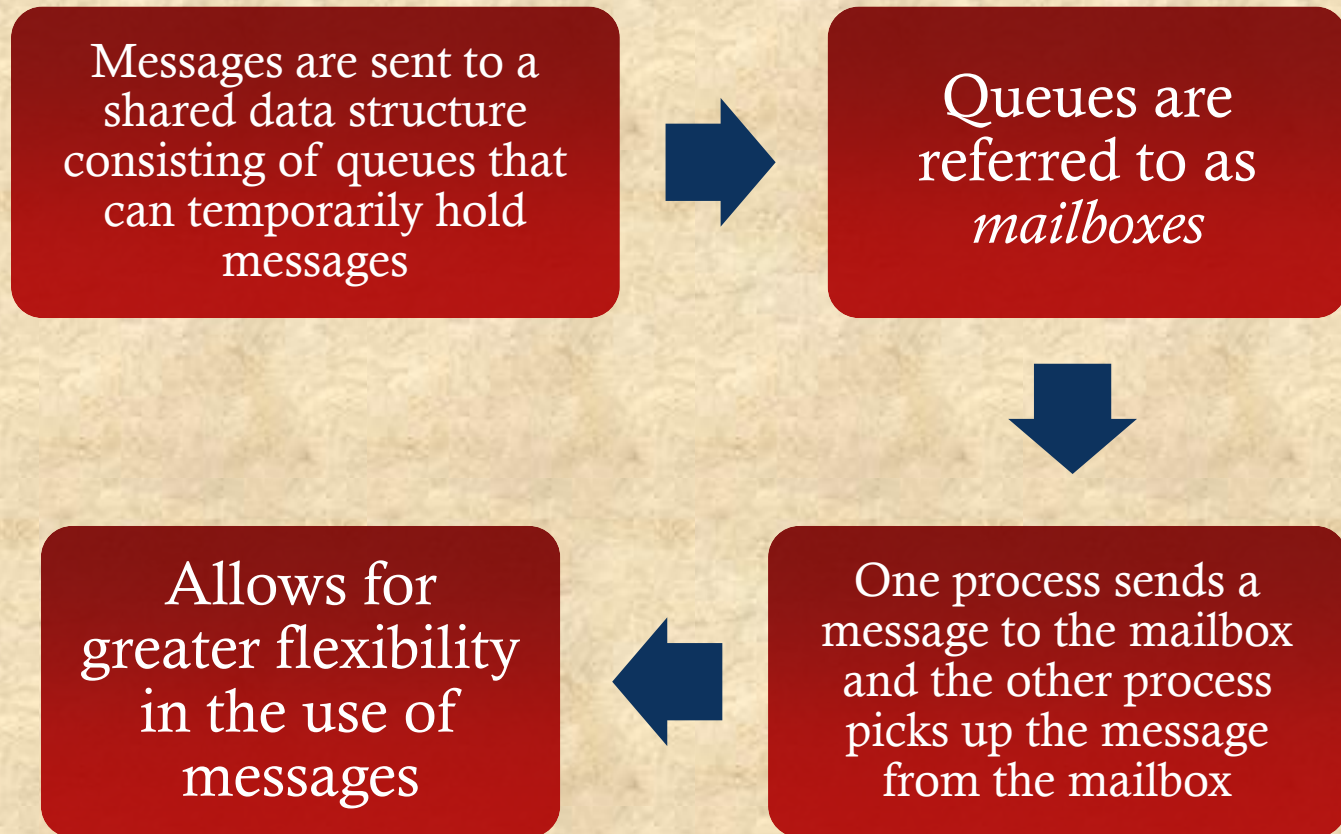 Messages are sent to a
shared data structure
consisting of queues that
can temporarily hold
messages
Queues are
referred to as
mailboxes
One process sends a
message to the mailbox
and the other process
picks up the message
from the mailbox
Allows for
greater flexibility
in the use of
messages